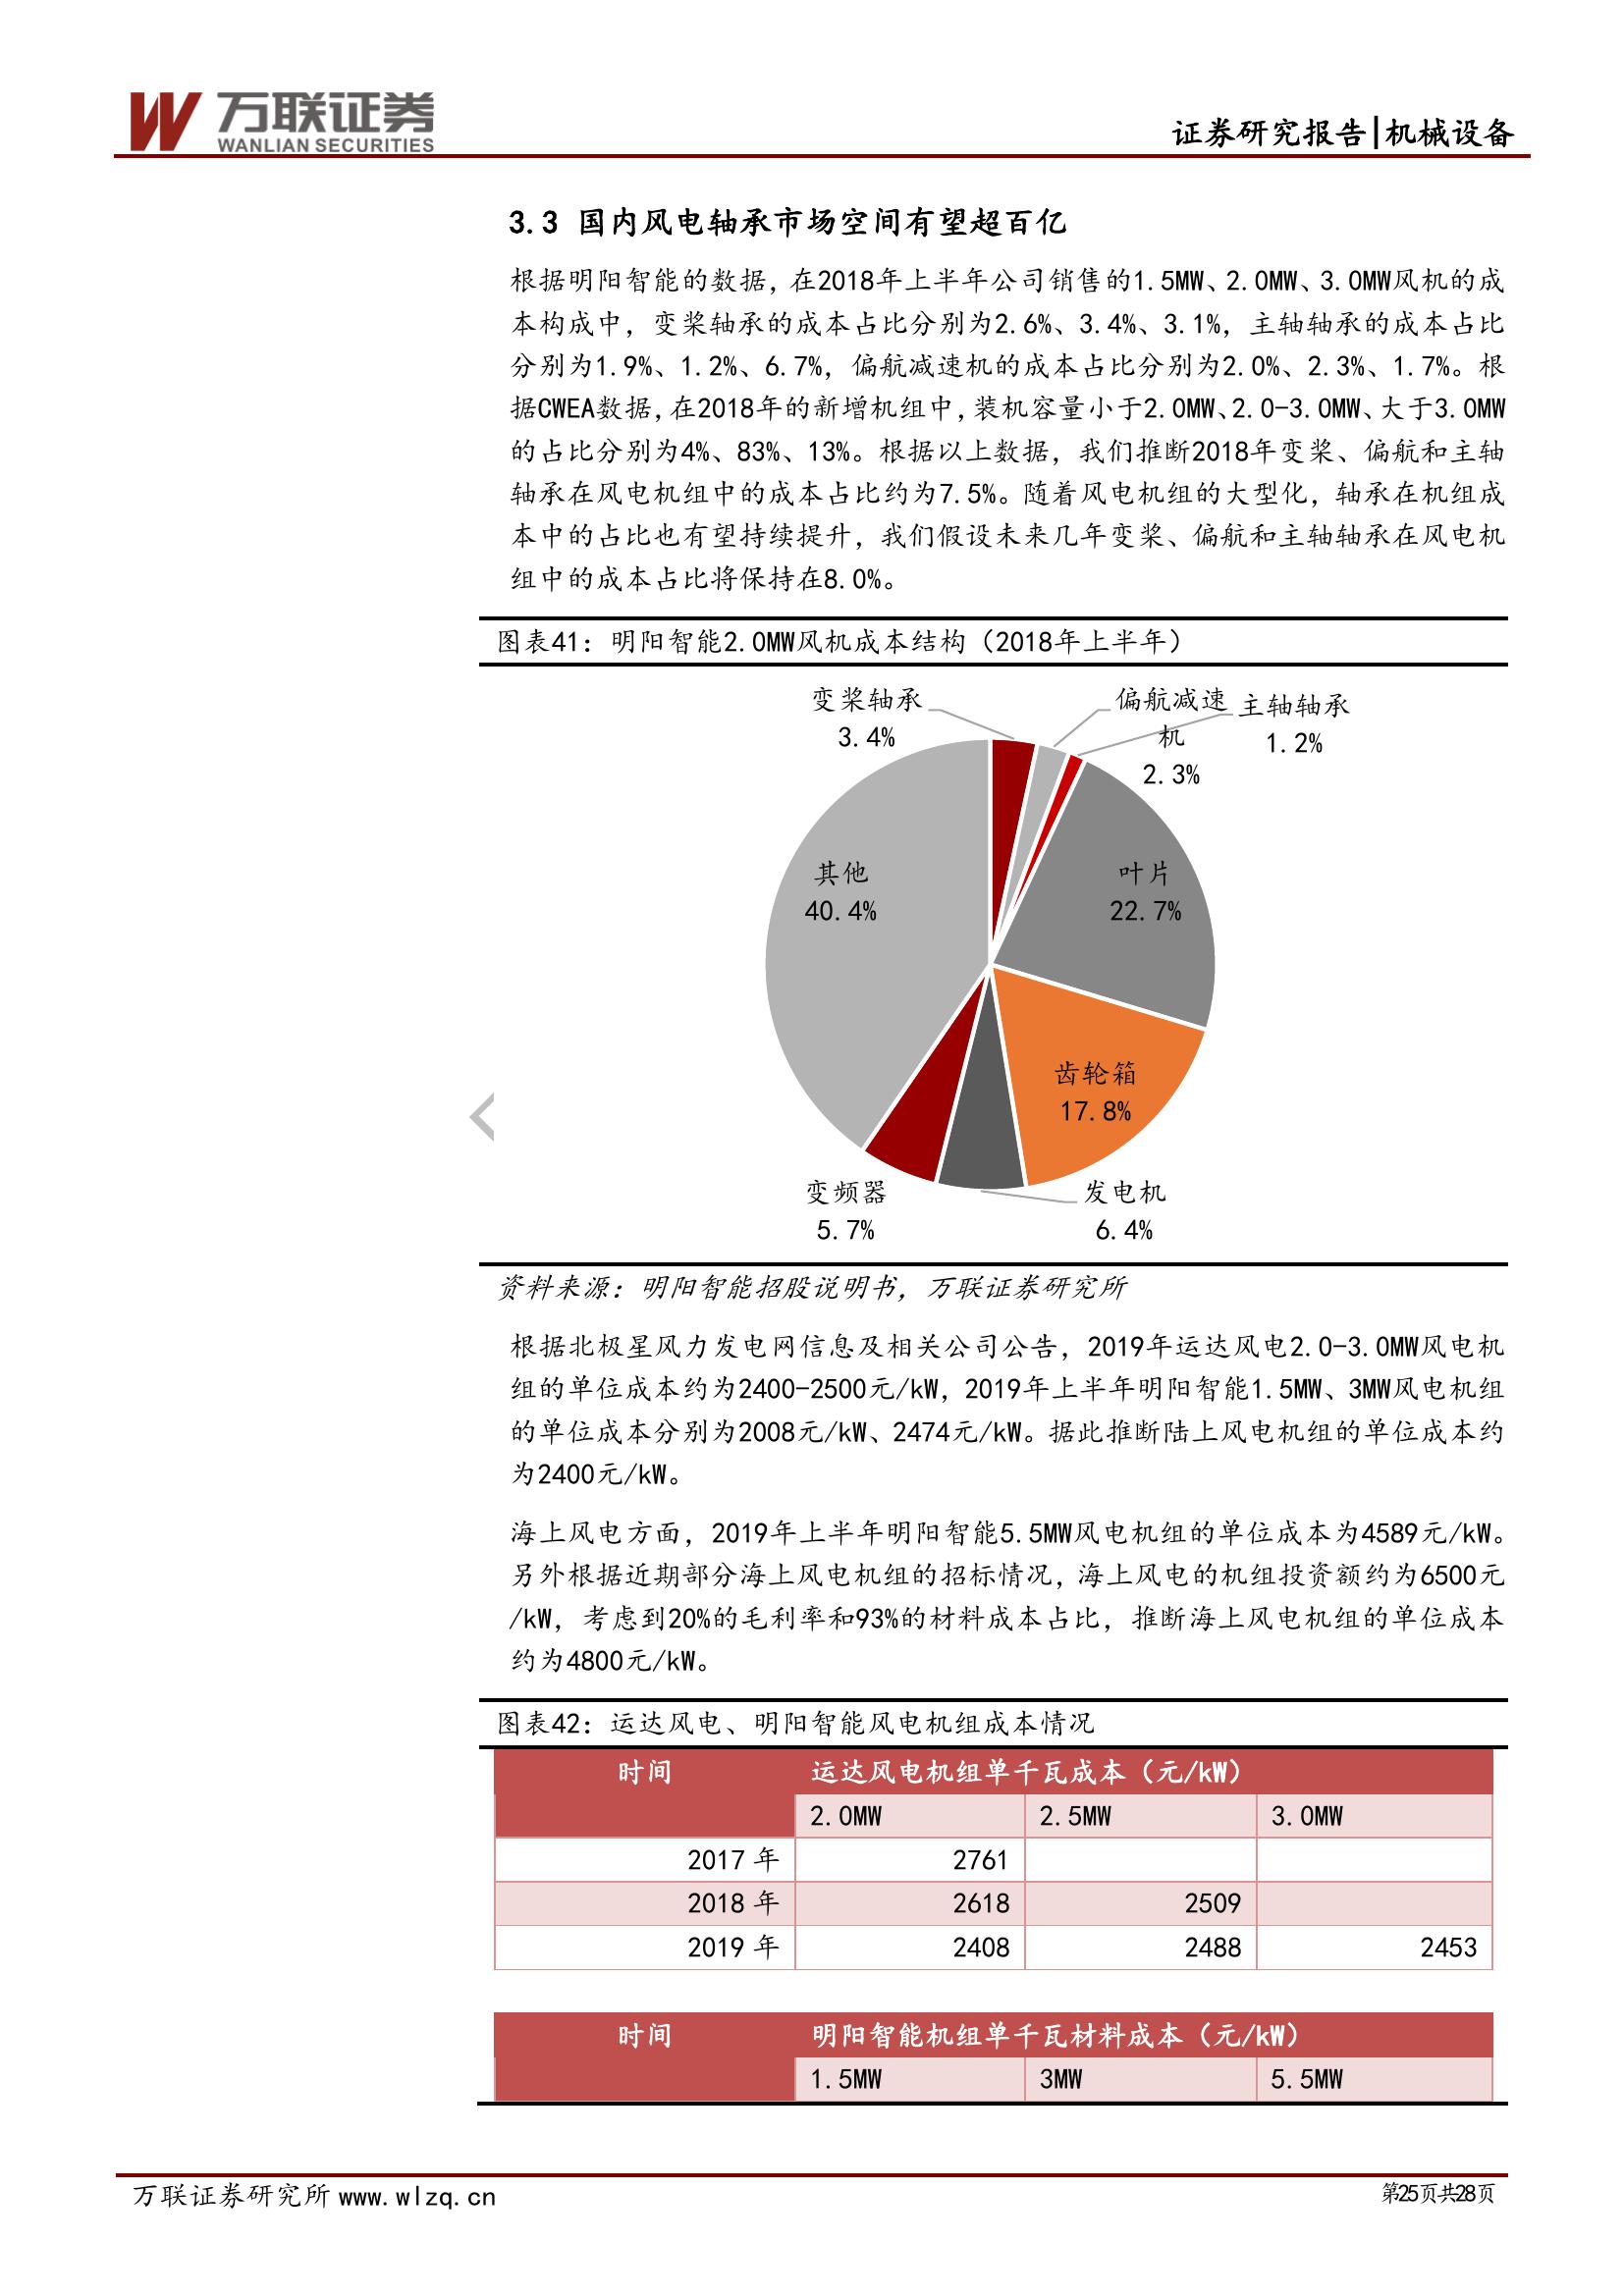 万联证券
WANLIAN SECURITIES
证券研究报告|机械设备
3.3 国内风电轴承市场空间有望超百亿
根据明阳智能的数据，在2018年上半年公司销售的1.5MW、2.0MW、3.0MW风机的成
本构成中，变桨轴承的成本占比分别为2.6%、3.4%、3.1%，主轴轴承的成本占比
分别为1.9%、1.2%、6.7%，偏航减速机的成本占比分别为2.0%、2.3%、1.7%。根
据CWEA数据，在2018年的新增机组中，装机容量小于2.0MW、2.0-3.0MW、大于3.0MW
的占比分别为4%、83%、13%。根据以上数据，我们推断2018年变桨、偏航和主轴
轴承在风电机组中的成本占比约为7.5%。随着风电机组的大型化，轴承在机组成
本中的占比也有望持续提升，我们假设未来几年变桨、偏航和主轴轴承在风电机
组中的成本占比将保持在8.0%。
图表41：明阳智能2.0MW风机成本结构（2018年上半年）
变桨轴承
3.4%
偏航减速
机
2.3%
主轴轴承
1.2%
叶片
22.7%
其他
40.4%
齿轮箱
17.8%
变频器
5.7%
发电机
6.4%
资料来源：明阳智能招股说明书，万联证券研究所
根据北极星风力发电网信息及相关公司公告，2019年运达风电2.0-3.0MW风电机
组的单位成本约为2400-2500元/kW，2019年上半年明阳智能1.5MW、3MW风电机组
的单位成本分别为2008元/kW、2474元/kW。据此推断陆上风电机组的单位成本约
为2400元/kW。
海上风电方面，2019年上半年明阳智能5.5MW风电机组的单位成本为4589元/kW。
另外根据近期部分海上风电机组的招标情况，海上风电的机组投资额约为6500元
/kW，考虑到20%的毛利率和93%的材料成本占比，推断海上风电机组的单位成本
约为4800元/kW。
图表42：运达风电、明阳智能风电机组成本情况
时间 运达风电机组单千瓦成本（元/kW）
2.0MW 2.5MW 3.0MW
2017 年 2761
2018 年 2618 2509
2019 年 2408 2488 2453
时间 明阳智能机组单千瓦材料成本（元/kW）
1.5MW 3MW 5.5MW
万联证券研究所 www.wlzq.cn
第25页共28页